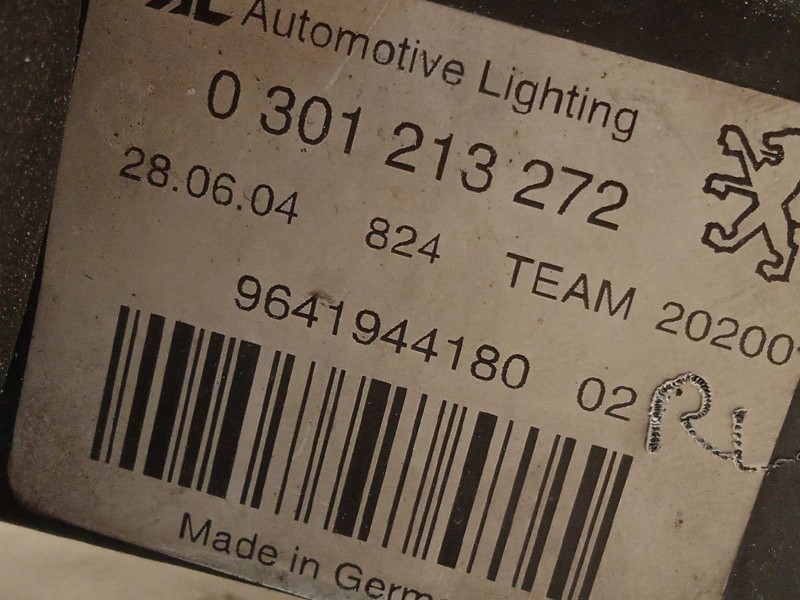 Automotive Lighting
0 301 213 272
28.06.04 824 TEAM 20200
9641944180 02
Made in Germ